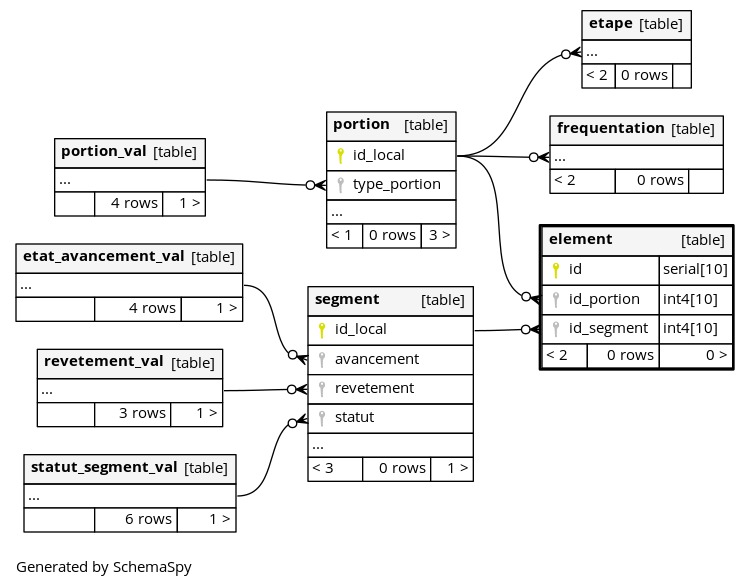 etape [table]
...
< 2 0 rows
frequentation [table]
...
< 2 0 rows
portion [table]
id_local
type_portion
...
< 1 0 rows 3 >
portion_val [table]
...
4 rows 1 >
element [table]
id serial[10]
id_portion int4[10]
id_segment int4[10]
< 2 0 rows 0 >
etat_avancement_val [table]
...
4 rows 1 >
segment [table]
id_local
avancement
revetement
statut
...
< 3 0 rows 1 >
revetement_val [table]
...
3 rows 1 >
statut_segment_val [table]
...
6 rows 1 >
Generated by SchemaSpy